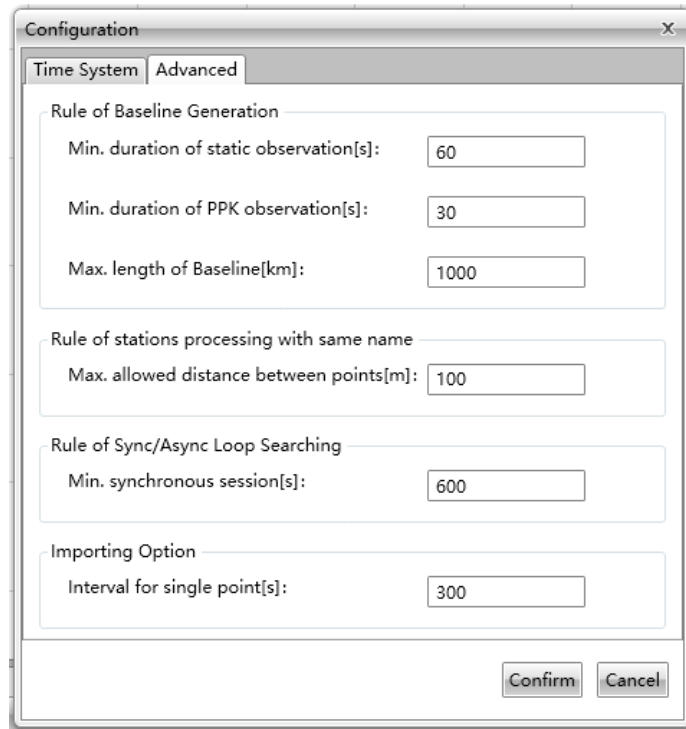 Configuration x
Time System Advanced
Rule of Baseline Generation
Min. duration of static observation[s]: 60
Min. duration of PPK observation[s]: 30
Max. length of Baseline[km]: 1000
Rule of stations processing with same name
Max. allowed distance between points[m]: 100
Rule of Sync/Async Loop Searching
Min. synchronous session[s]: 600
Importing Option
Interval for single point[s]: 300
Confirm Cancel